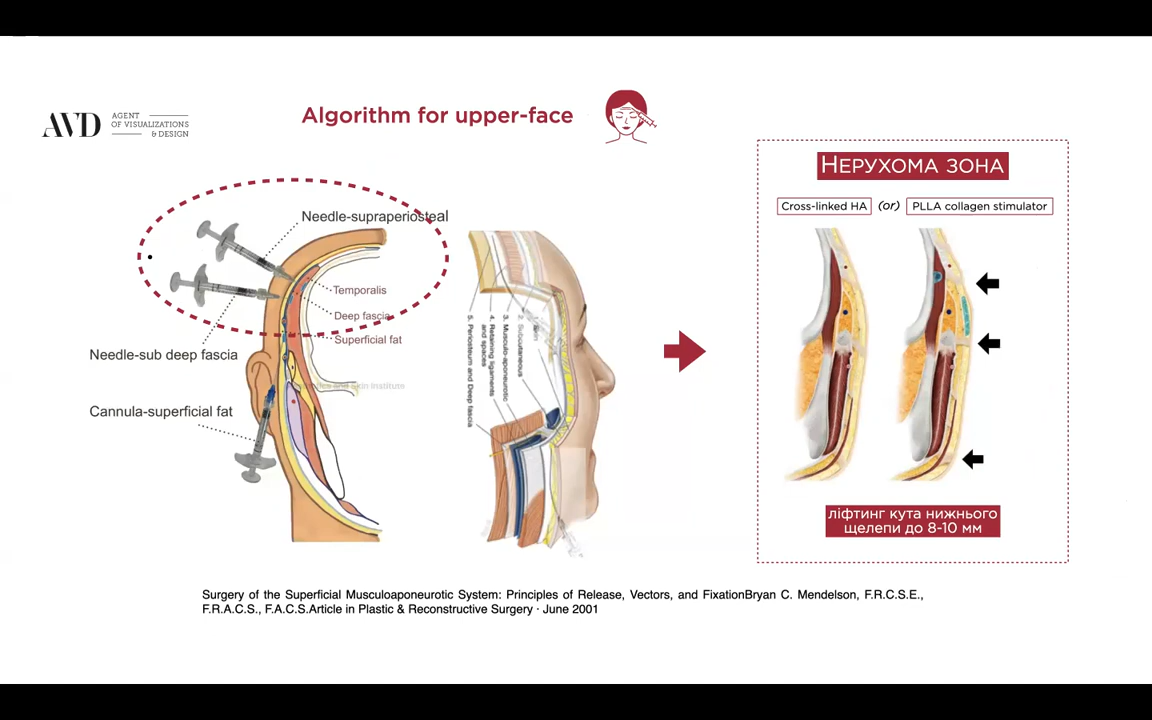 AVD
AGENT
OF VISUALIZATIONS
& DESIGN
Algorithm for upper-face
Needle-supraperiosteal
Temporalis
Deep fascia
Superficial fat
Needle-sub deep fascia
Cannula-superficial fat
Skin Institute
1. Skin
2. Subcutaneous
3. Musculo-aponeurotic
4. Retaining ligaments
and spaces
5. Periosteum and Deep fascia
НЕРУХОМА ЗОНА
Cross-linked HA (or) PLLA collagen stimulator
ліфтинг кута нижнього
щелепи до 8-10 мм
Surgery of the Superficial Musculoaponeurotic System: Principles of Release, Vectors, and FixationBryan C. Mendelson, F.R.C.S.E.,
F.R.A.C.S., F.A.C.S.Article in Plastic & Reconstructive Surgery · June 2001